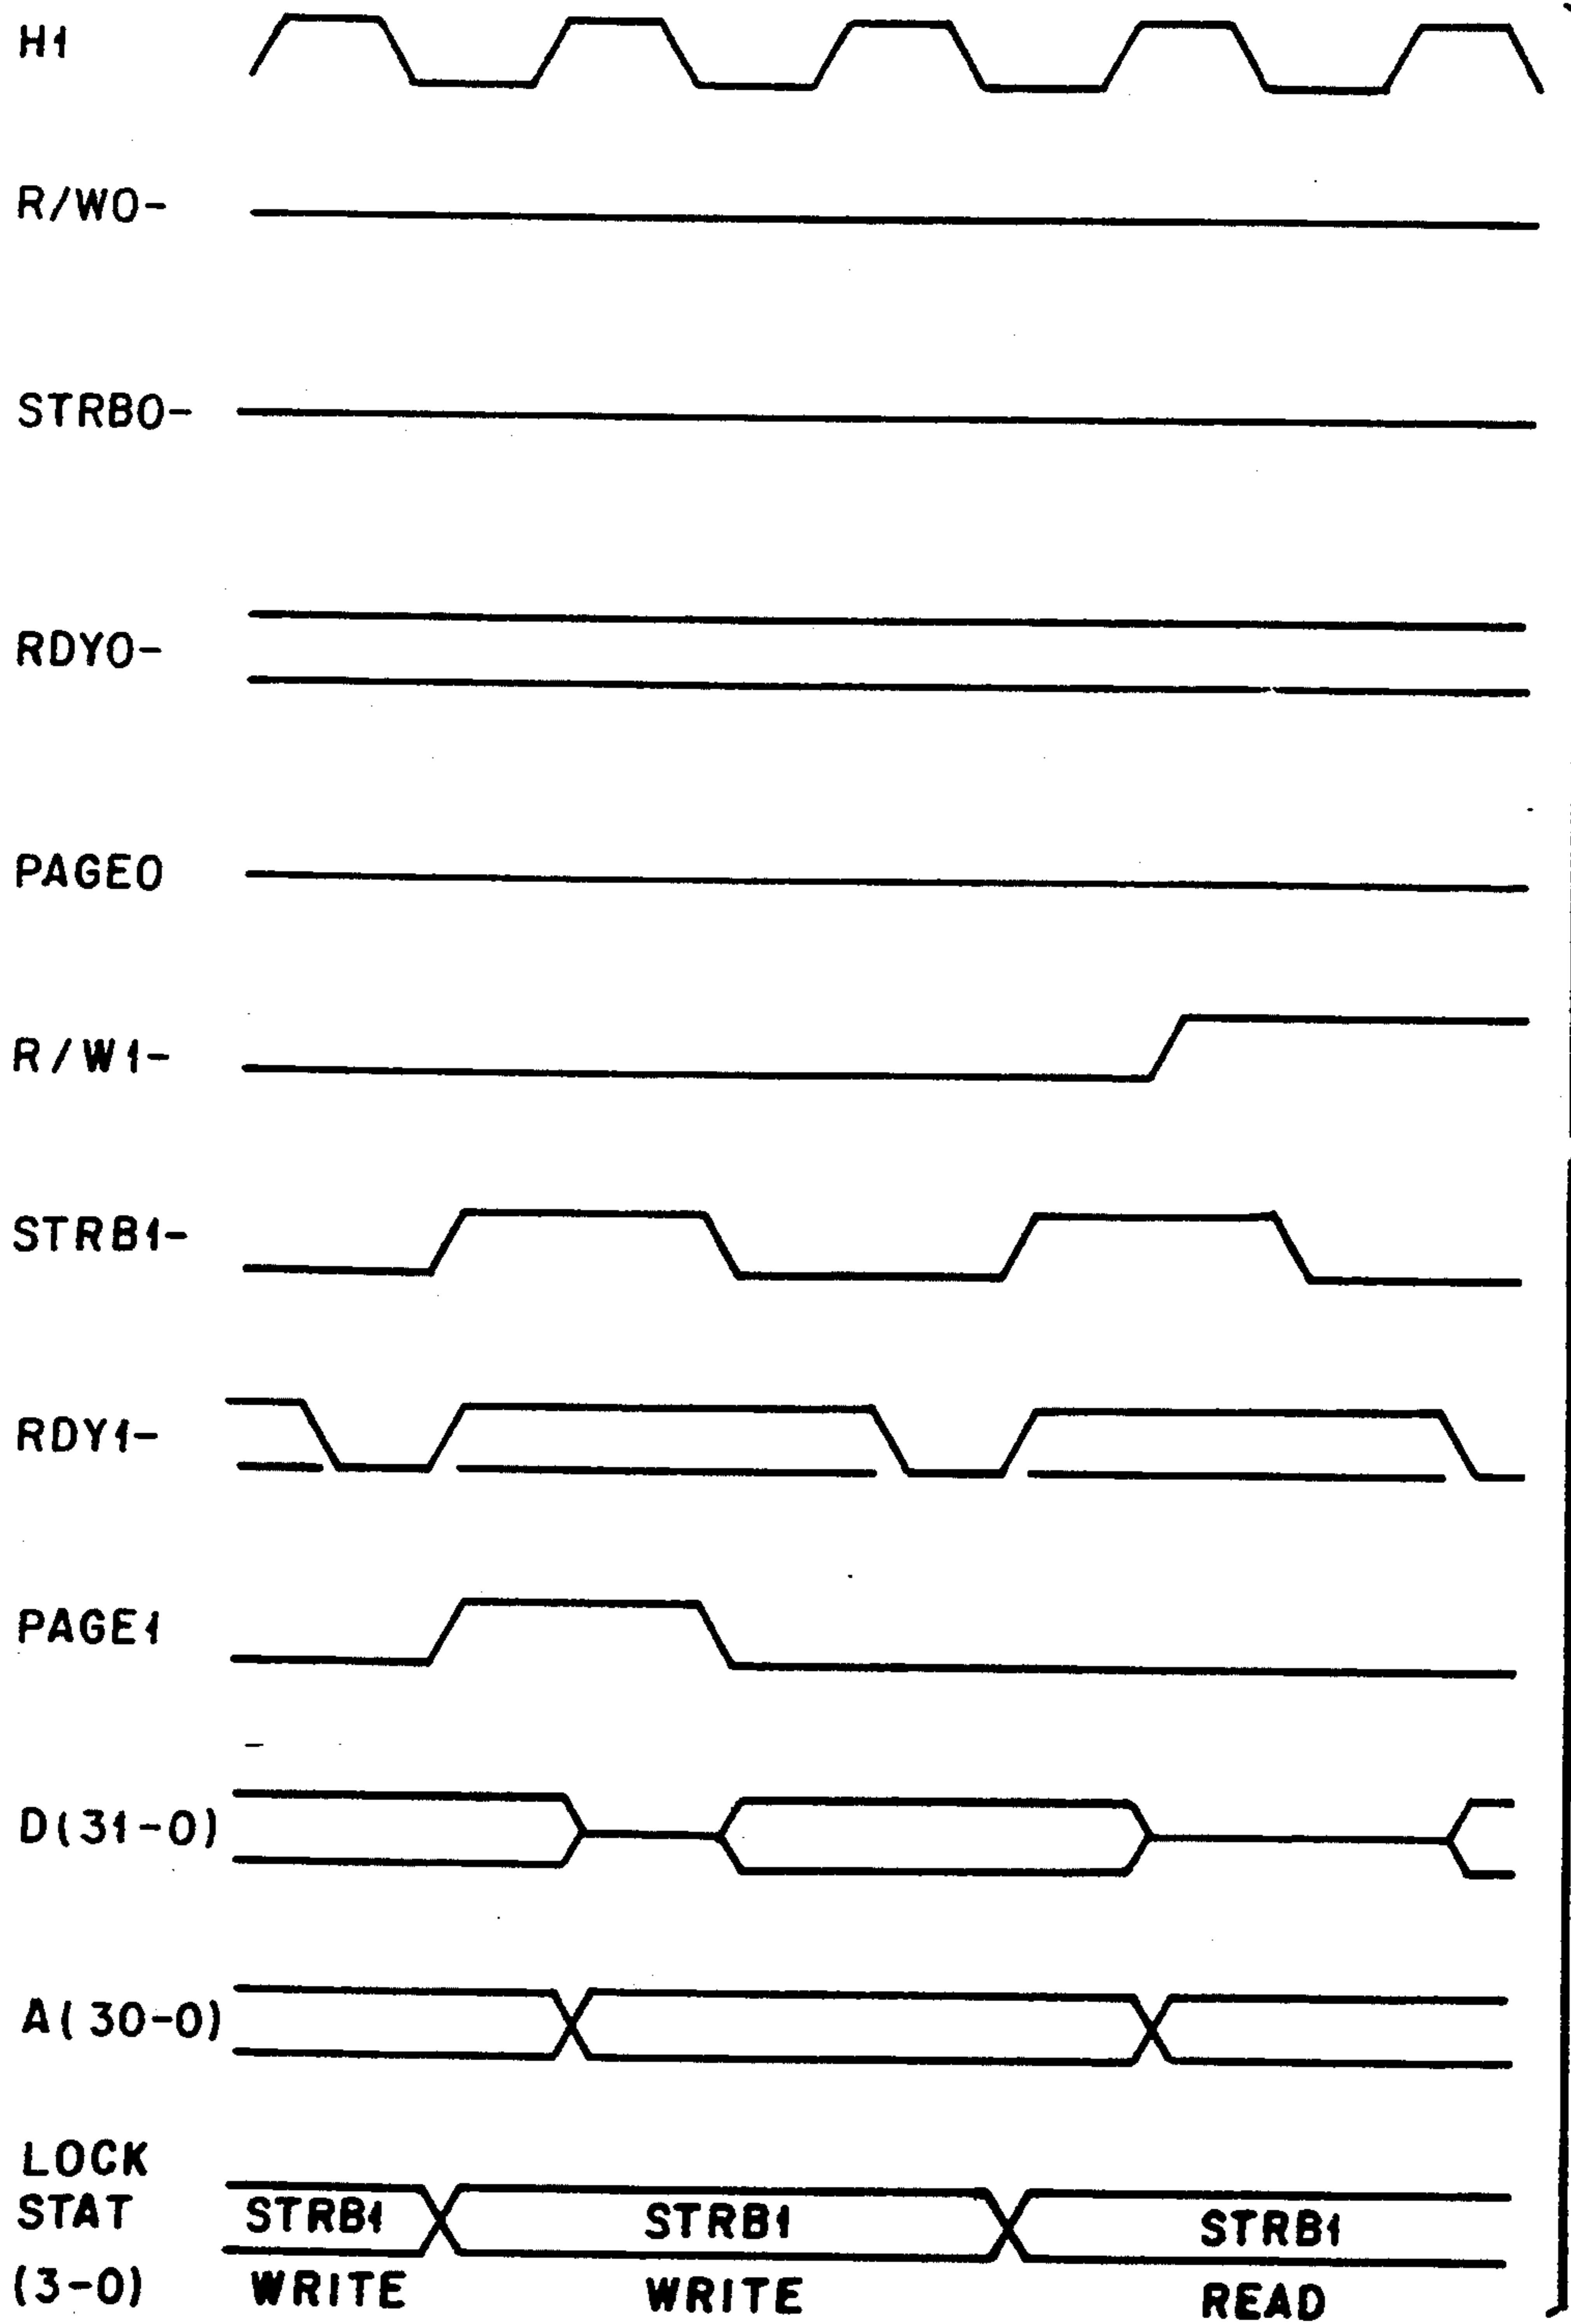 H1
R/W0-
STRB0-
RDY0-
PAGE0
R/W1-
STRB1-
RDY1-
PAGE1
D(31-0)
A(30-0)
LOCK
STAT STRB1 STRB1 STRB1
(3-0) WRITE WRITE READ